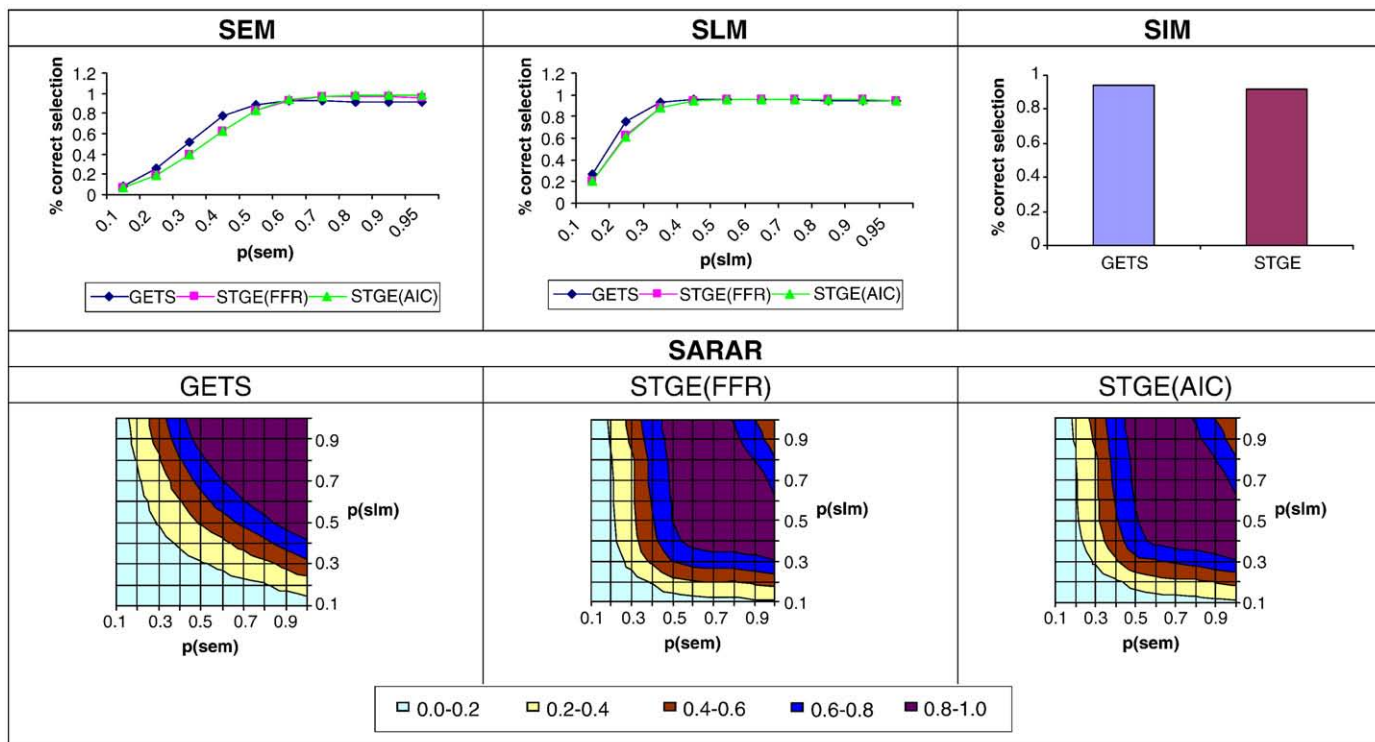 SEM
SLM
SIM
% correct selection
1.2
1
0.8
0.6
0.4
0.2
0
0.1
0.2
0.3
0.4
0.5
0.6
0.7
0.8
0.9
0.95
p(sem)
GETS STGE(FFR) STGE(AIC)
% correct selection
1.2
1
0.8
0.6
0.4
0.2
0
0.1
0.2
0.3
0.4
0.5
0.6
0.7
0.8
0.9
0.95
p(slm)
GETS STGE(FFR) STGE(AIC)
% correct selection
1
0.8
0.6
0.4
0.2
0
GETS STGE
SARAR
GETS
STGE(FFR)
STGE(AIC)
0.9
0.7
p(slm)
0.5
0.3
0.1
0.1 0.3 0.5 0.7 0.9
p(sem)
0.9
0.7
p(slm)
0.5
0.3
0.1
0.1 0.3 0.5 0.7 0.9
p(sem)
0.9
0.7
p(slm)
0.5
0.3
0.1
0.1 0.3 0.5 0.7 0.9
p(sem)
0.0-0.2 0.2-0.4 0.4-0.6 0.6-0.8 0.8-1.0